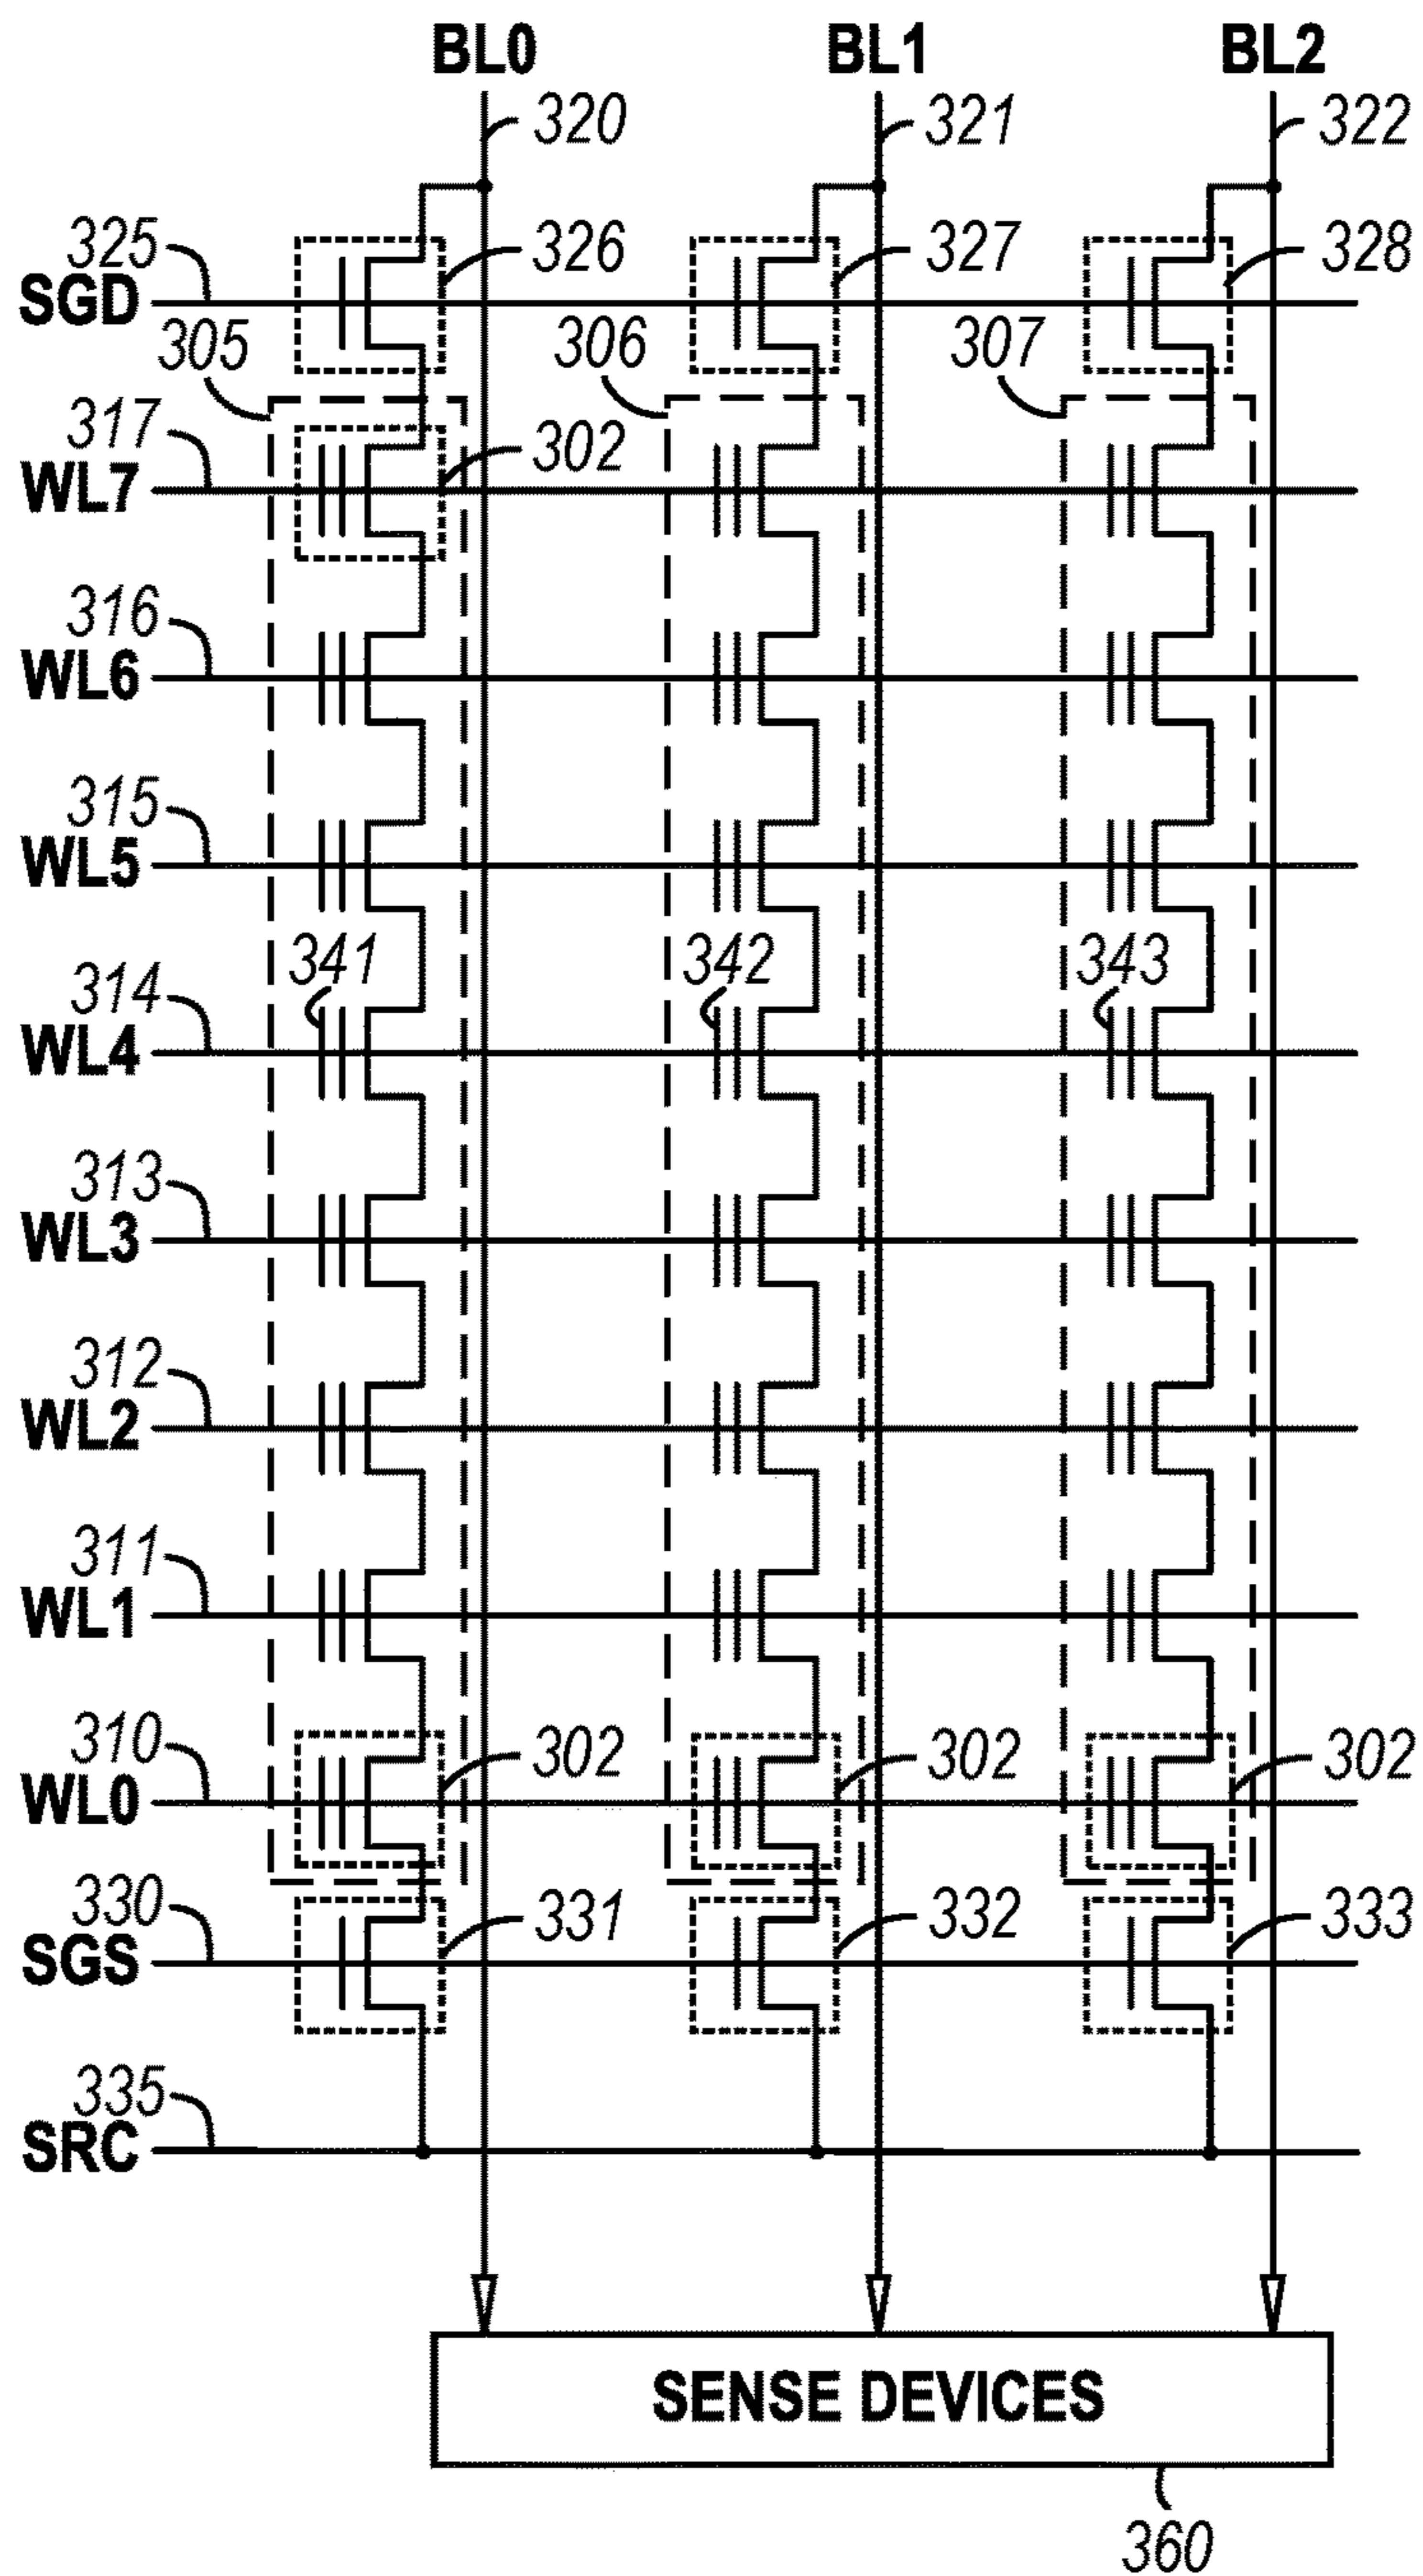 BL0 BL1 BL2
320 321 322
325 326 327 328
SGD
305 306 307
317 302
WL7
316
WL6
315
WL5
341 342 343
314
WL4
313
WL3
312
WL2
311
WL1
310 302 302 302
WL0
330 331 332 333
SGS
335
SRC
SENSE DEVICES
360